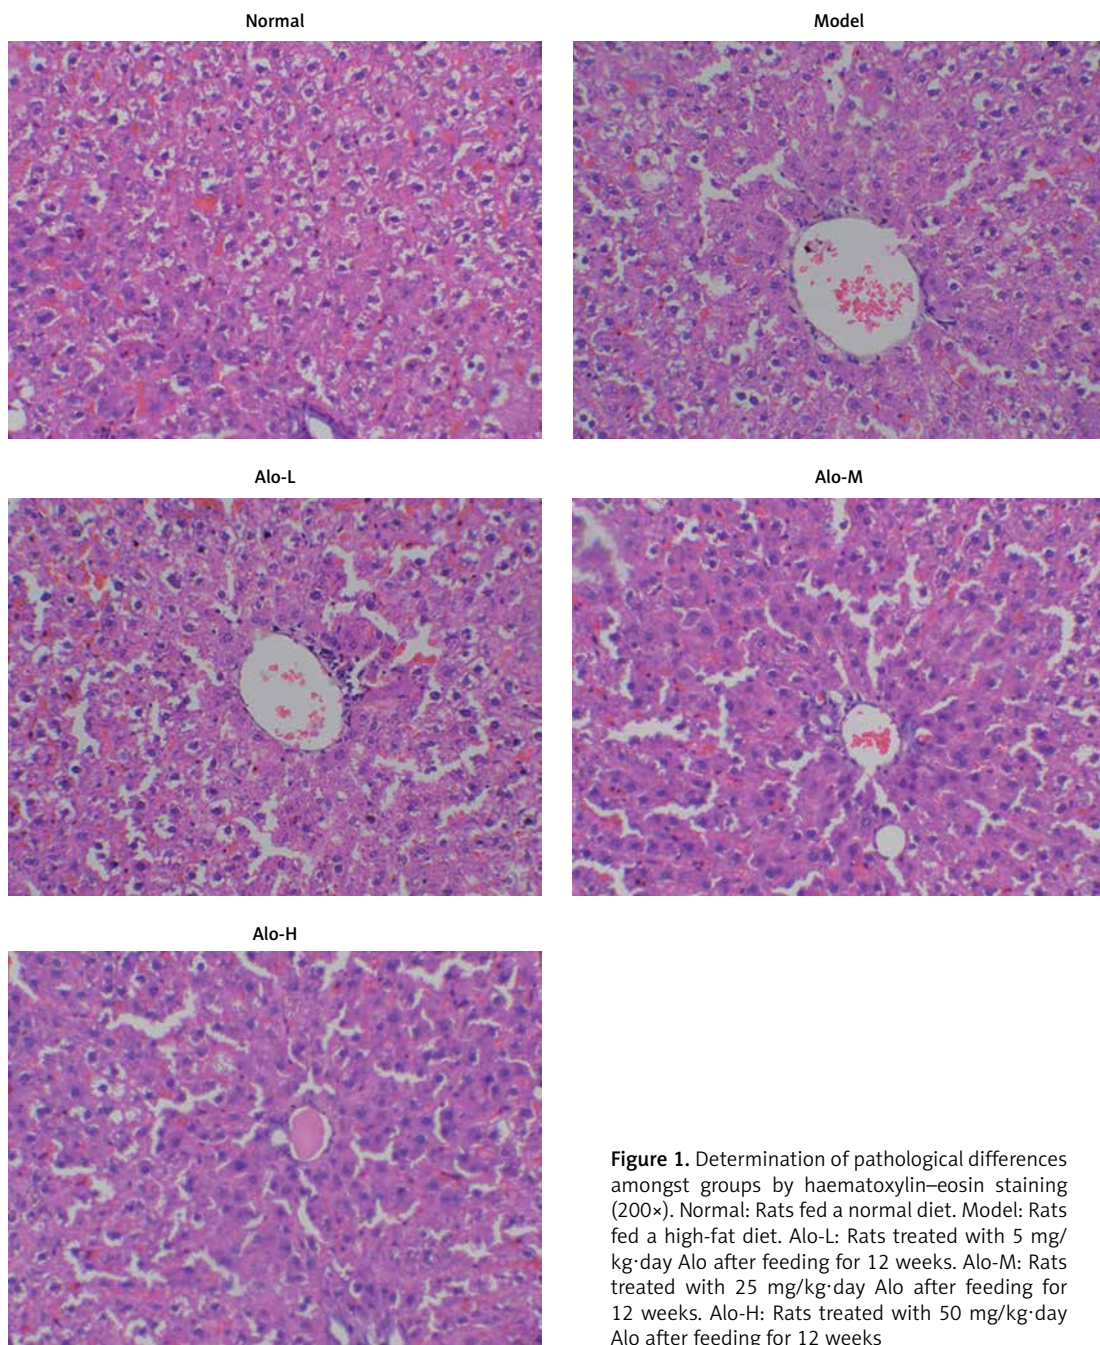 Normal
Model
Alo-L
Alo-M
Alo-H
Figure 1. Determination of pathological differences
amongst groups by haematoxylin–eosin staining
(200×). Normal: Rats fed a normal diet. Model: Rats
fed a high-fat diet. Alo-L: Rats treated with 5 mg/
kg·day Alo after feeding for 12 weeks. Alo-M: Rats
treated with 25 mg/kg·day Alo after feeding for
12 weeks. Alo-H: Rats treated with 50 mg/kg·day
Alo after feeding for 12 weeks